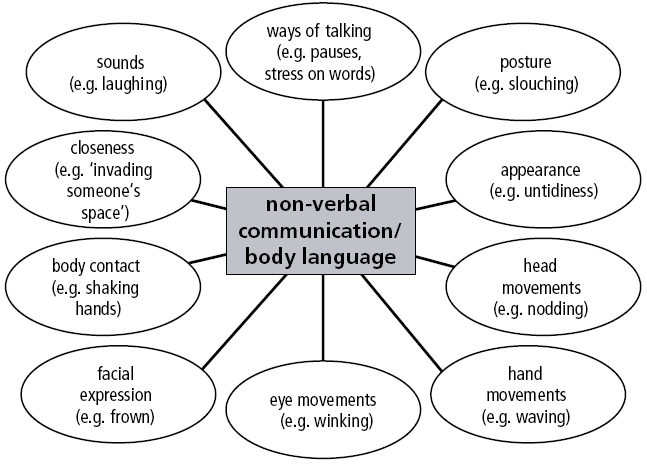 ways of talking
(e.g. pauses,
stress on words)
sounds
(e.g. laughing)
posture
(e.g. slouching)
closeness
(e.g. ‘invading
someone’s
space’)
appearance
(e.g. untidiness)
non-verbal
communication/
body language
body contact
(e.g. shaking
hands)
head
movements
(e.g. nodding)
facial
expression
(e.g. frown)
eye movements
(e.g. winking)
hand
movements
(e.g. waving)